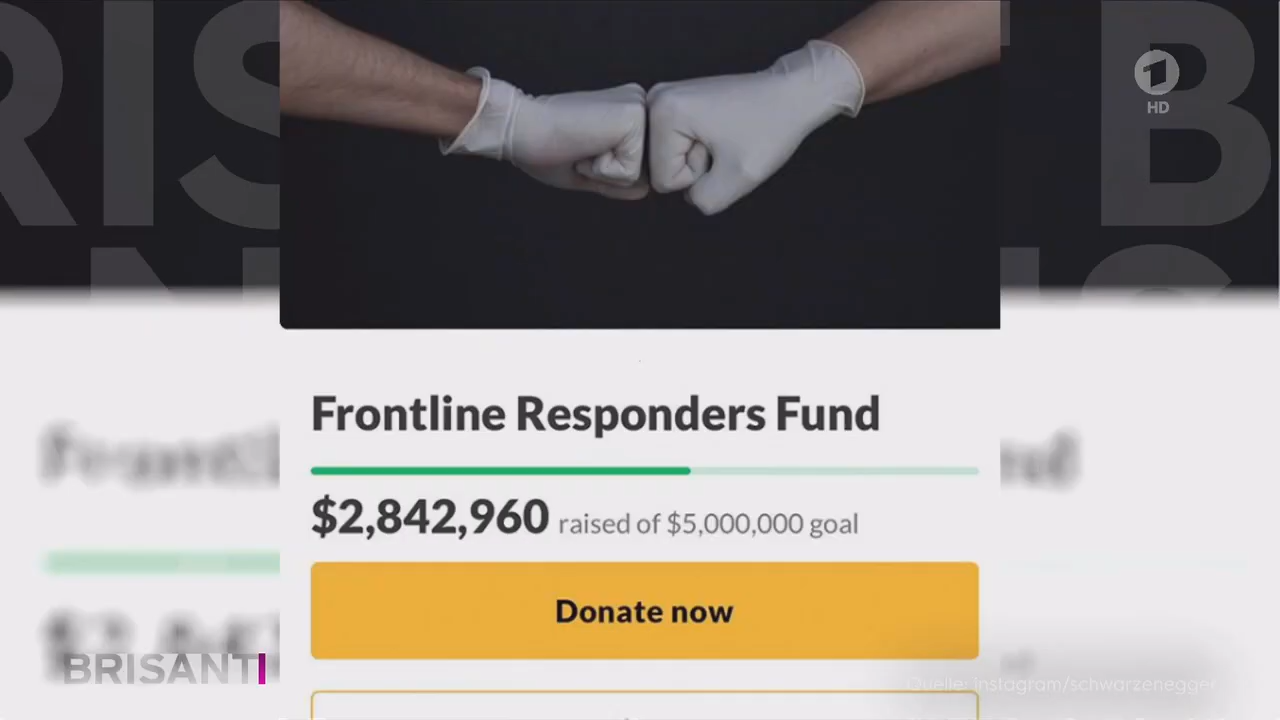 HD
Frontline Responders Fund
$2,842,960 raised of $5,000,000 goal
Donate now
BRISANT
Quelle: Instagram/schwarzenegger